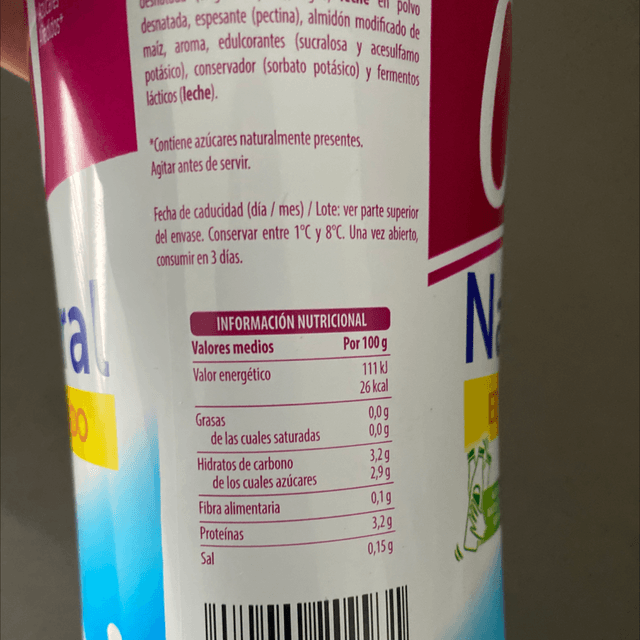 en polvo
desnatada, espesante (pectina), almidón modificado de
maíz, aroma, edulcorantes (sucralosa y acesulfamo
potásico), conservador (sorbato potásico) y fermentos
lácticos (leche).
*Contiene azúcares naturalmente presentes.
Agitar antes de servir.
Fecha de caducidad (día / mes) / Lote: ver parte superior
del envase. Conservar entre 1°C y 8°C. Una vez abierto,
consumir en 3 días.
INFORMACIÓN NUTRICIONAL
Valores medios Por 100 g
Valor energético 111 kJ
26 kcal
Grasas 0,0 g
de las cuales saturadas 0,0 g
Hidratos de carbono 3,2 g
de los cuales azúcares 2,9 g
Fibra alimentaria 0,1 g
Proteínas 3,2 g
Sal 0,15 g
ral